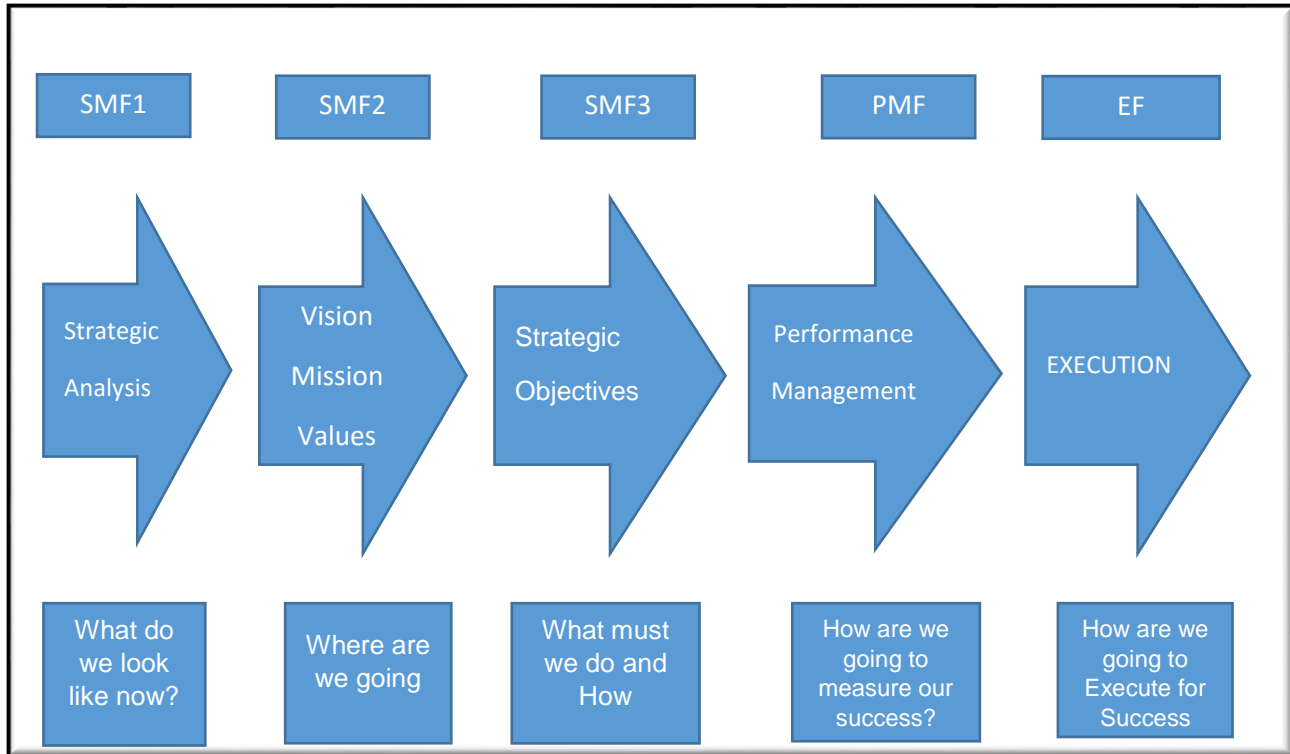 SMF1
SMF2
SMF3
PMF
EF
Strategic
Analysis
Vision
Mission
Values
Strategic
Objectives
Performance
Management
EXECUTION
What do
we look
like now?
Where are
we going
What must
we do and
How
How are we
going to
measure our
success?
How are we
going to
Execute for
Success